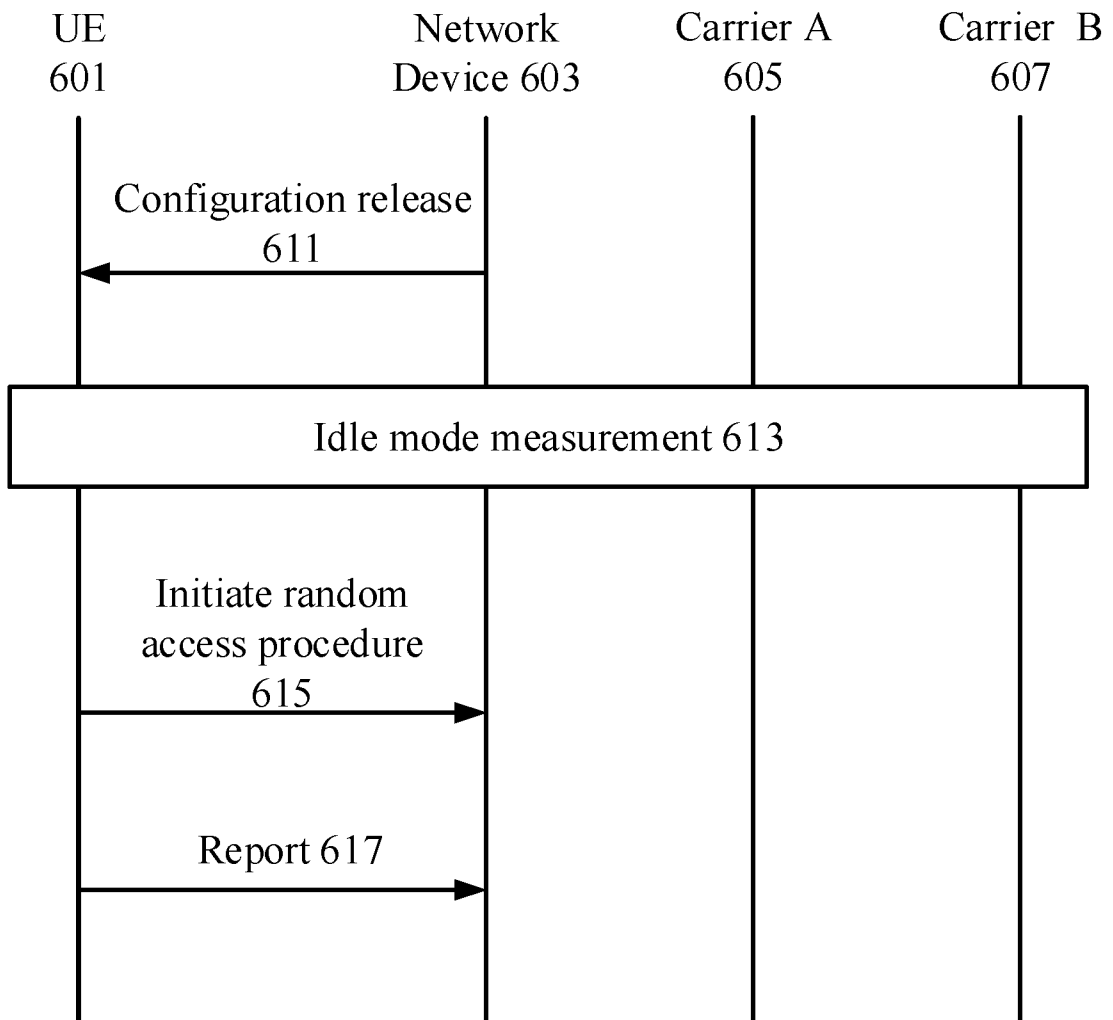 UE
601
Network
Device 603
Carrier A
605
Carrier B
607
Configuration release
611
Idle mode measurement 613
Initiate random
access procedure
615
Report 617